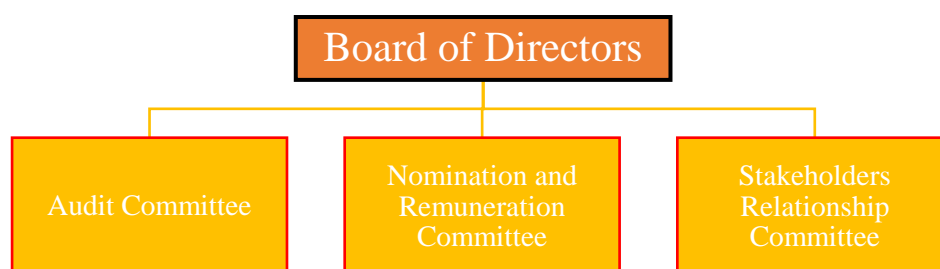 Board of Directors
Audit Committee
Nomination and
Remuneration
Committee
Stakeholders
Relationship
Committee